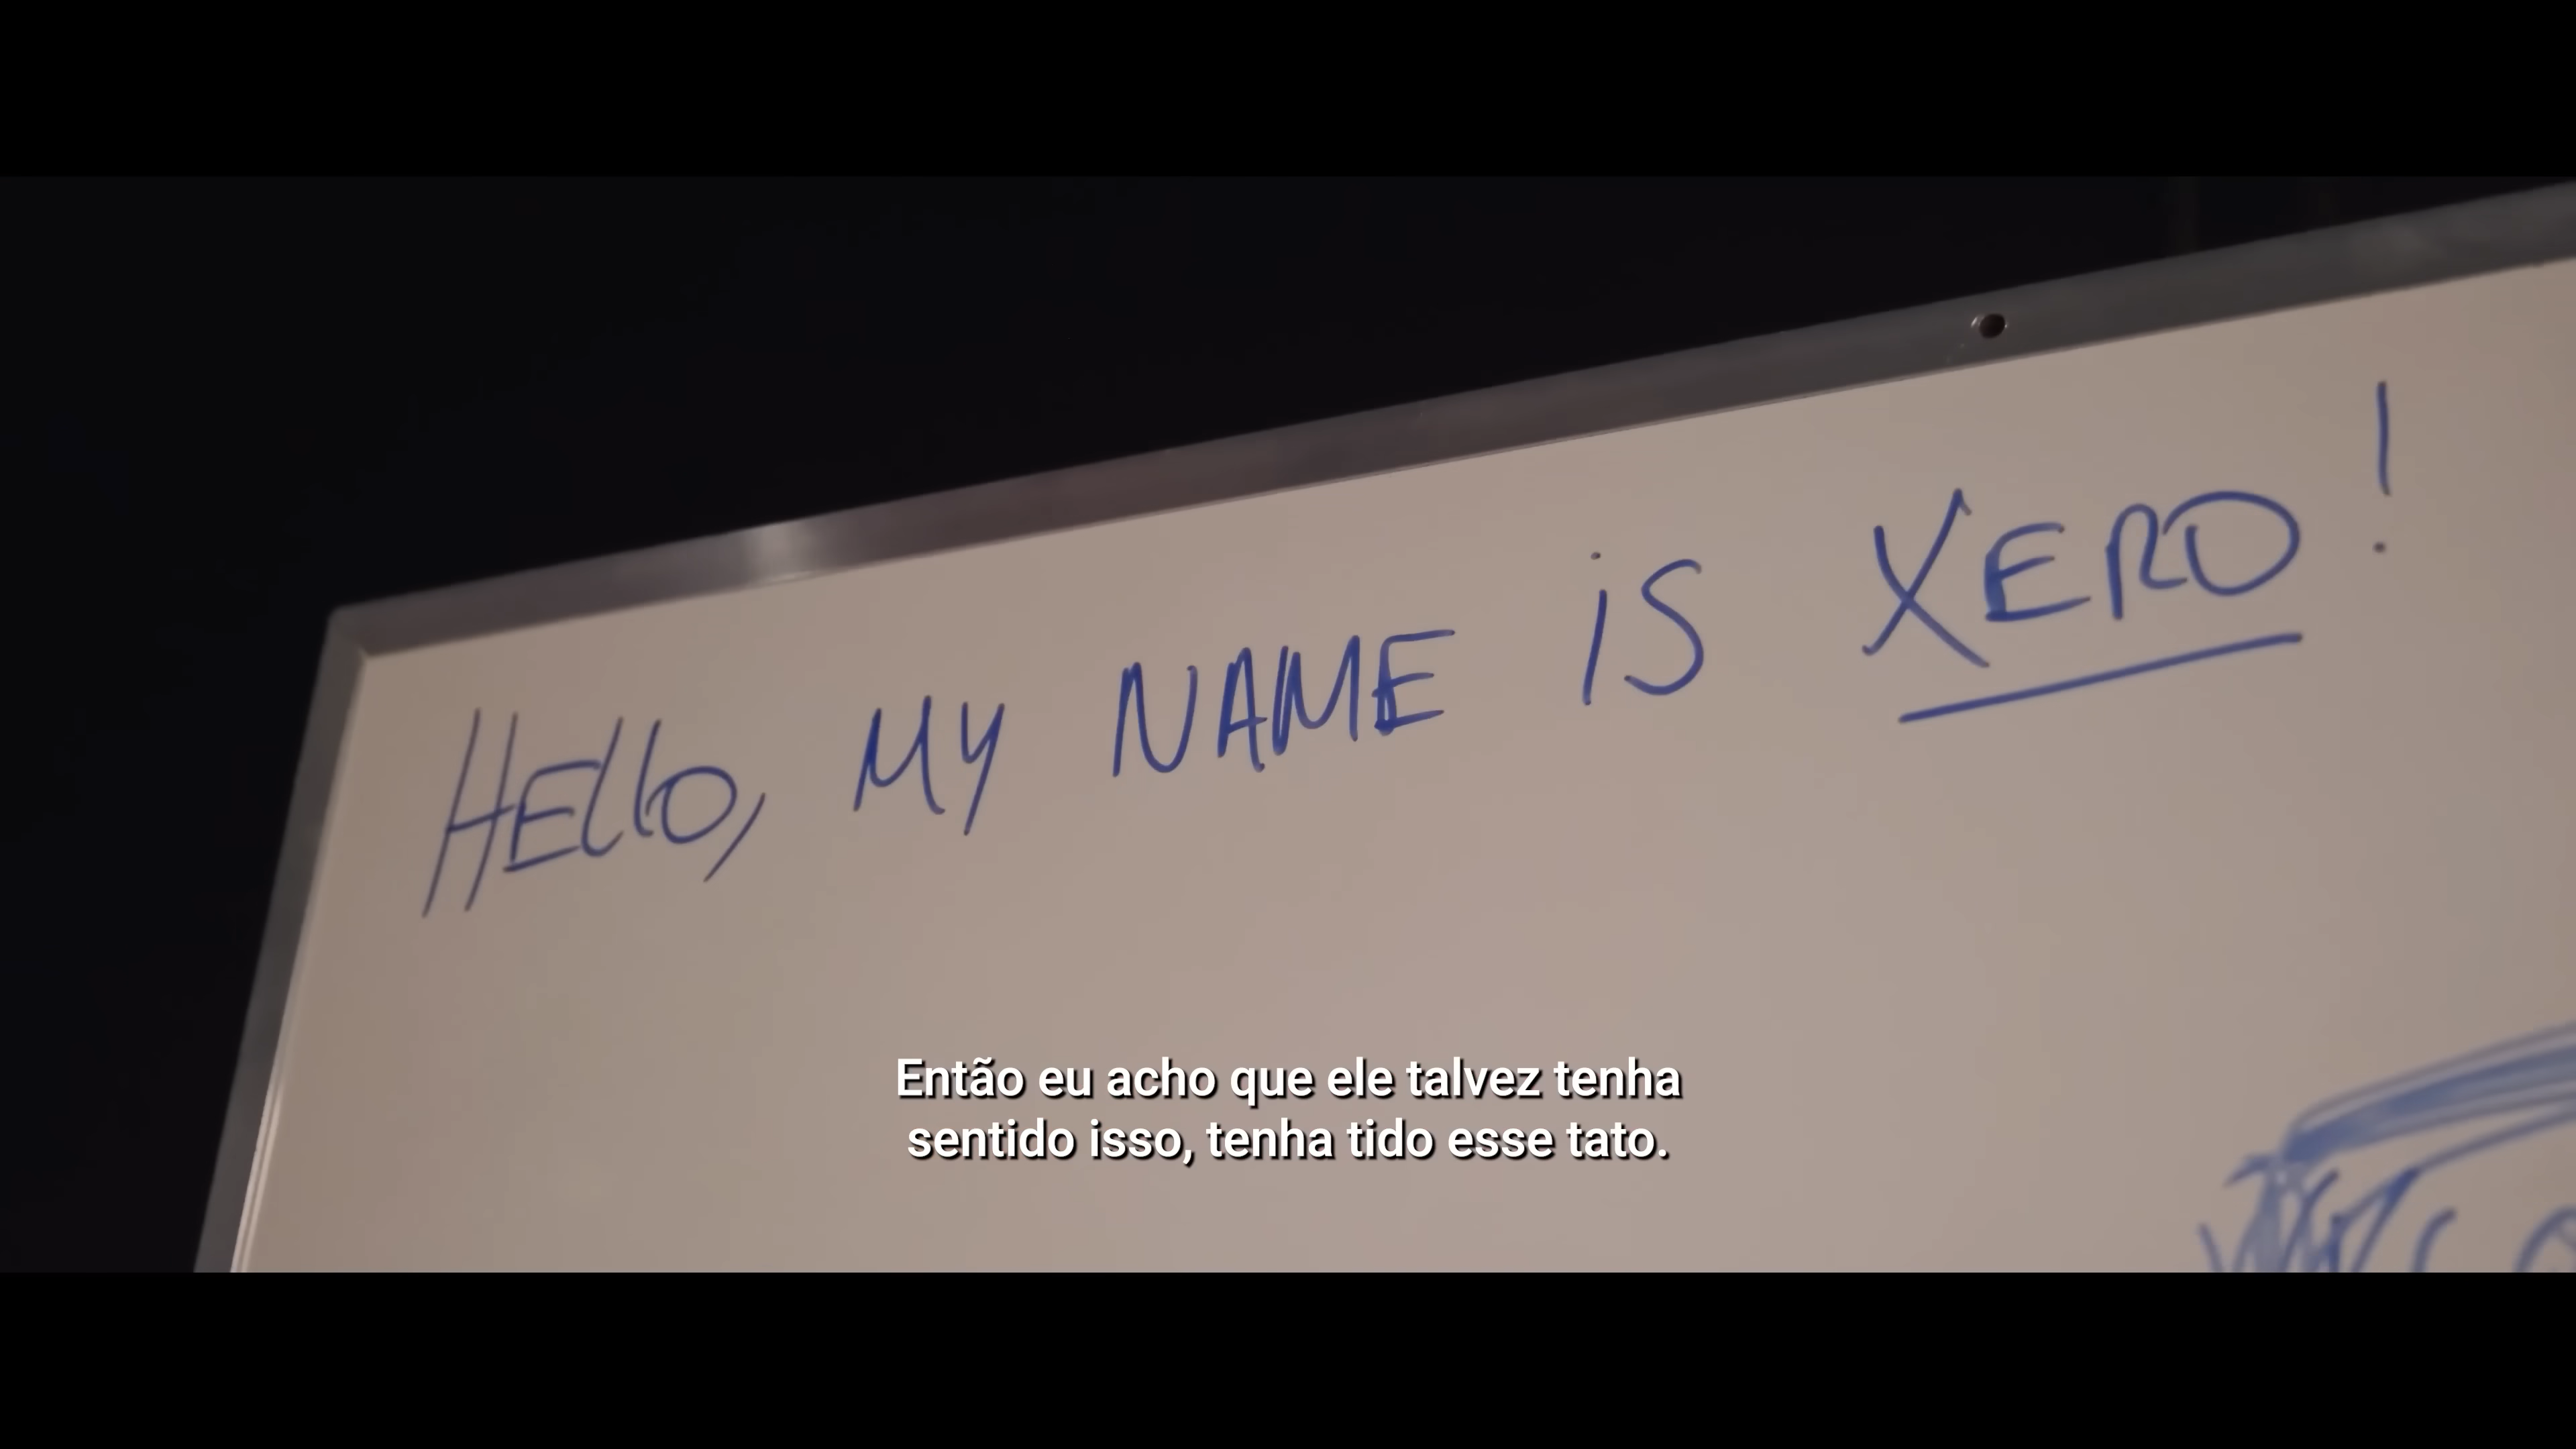 HEllO, MY NAME iS XERO!
Então eu acho que ele talvez tenha
sentido isso, tenha tido esse tato.